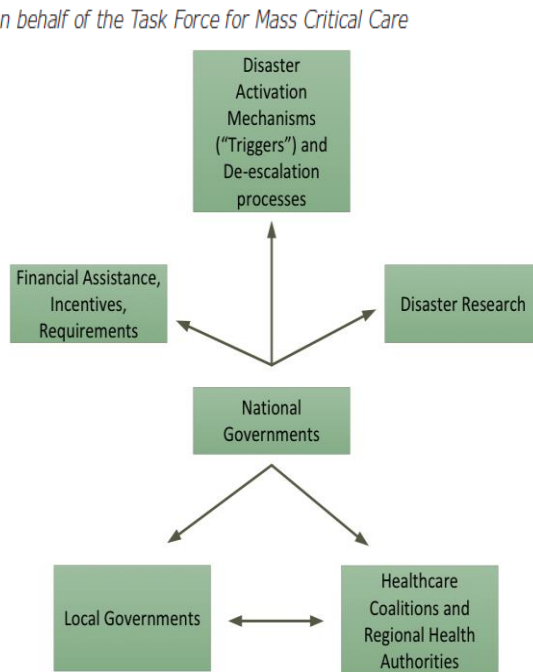 n behalf of the Task Force for Mass Critical Care
Disaster
Activation
Mechanisms
("Triggers") and
De-escalation
processes
Financial Assistance,
Incentives,
Requirements
Disaster Research
National
Governments
Local Governments
Healthcare
Coalitions and
Regional Health
Authorities